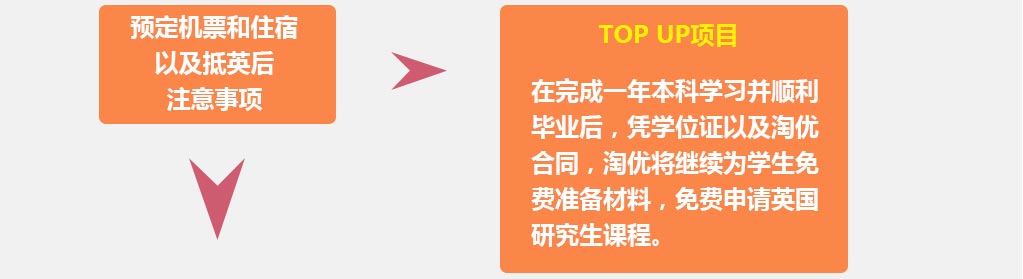 预定机票和住宿
以及抵英后
注意事项
TOP UP项目
在完成一年本科学习并顺利
毕业后，凭学位证以及淘优
合同，淘优将继续为学生免
费准备材料，免费申请英国
研究生课程。